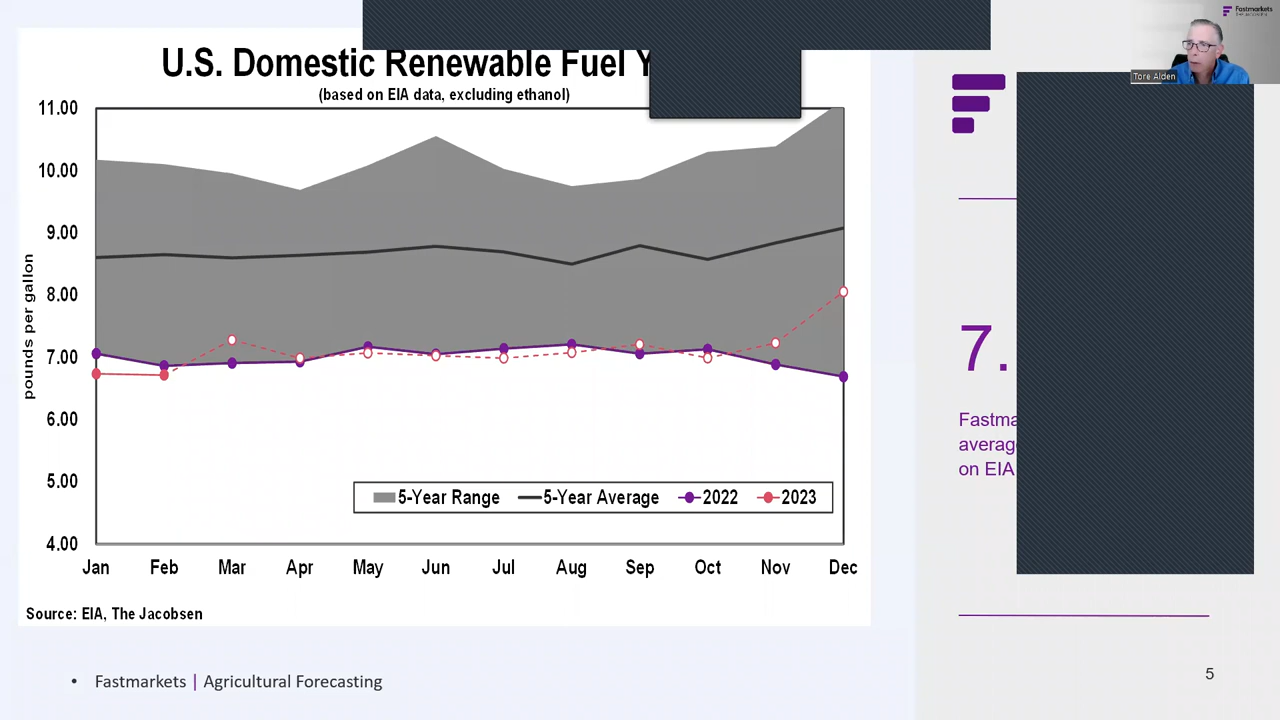 Fastmarkets
Tore Alden
U.S. Domestic Renewable Fuel
(based on EIA data, excluding ethanol)
11.00
10.00
9.00
8.00
7.00
6.00
5.00
4.00
pounds per gallon
5-Year Range 5-Year Average 2022 2023
Jan Feb Mar Apr May Jun Jul Aug Sep Oct Nov Dec
Source: EIA, The Jacobsen
7.
on EIA
5
• Fastmarkets | Agricultural Forecasting